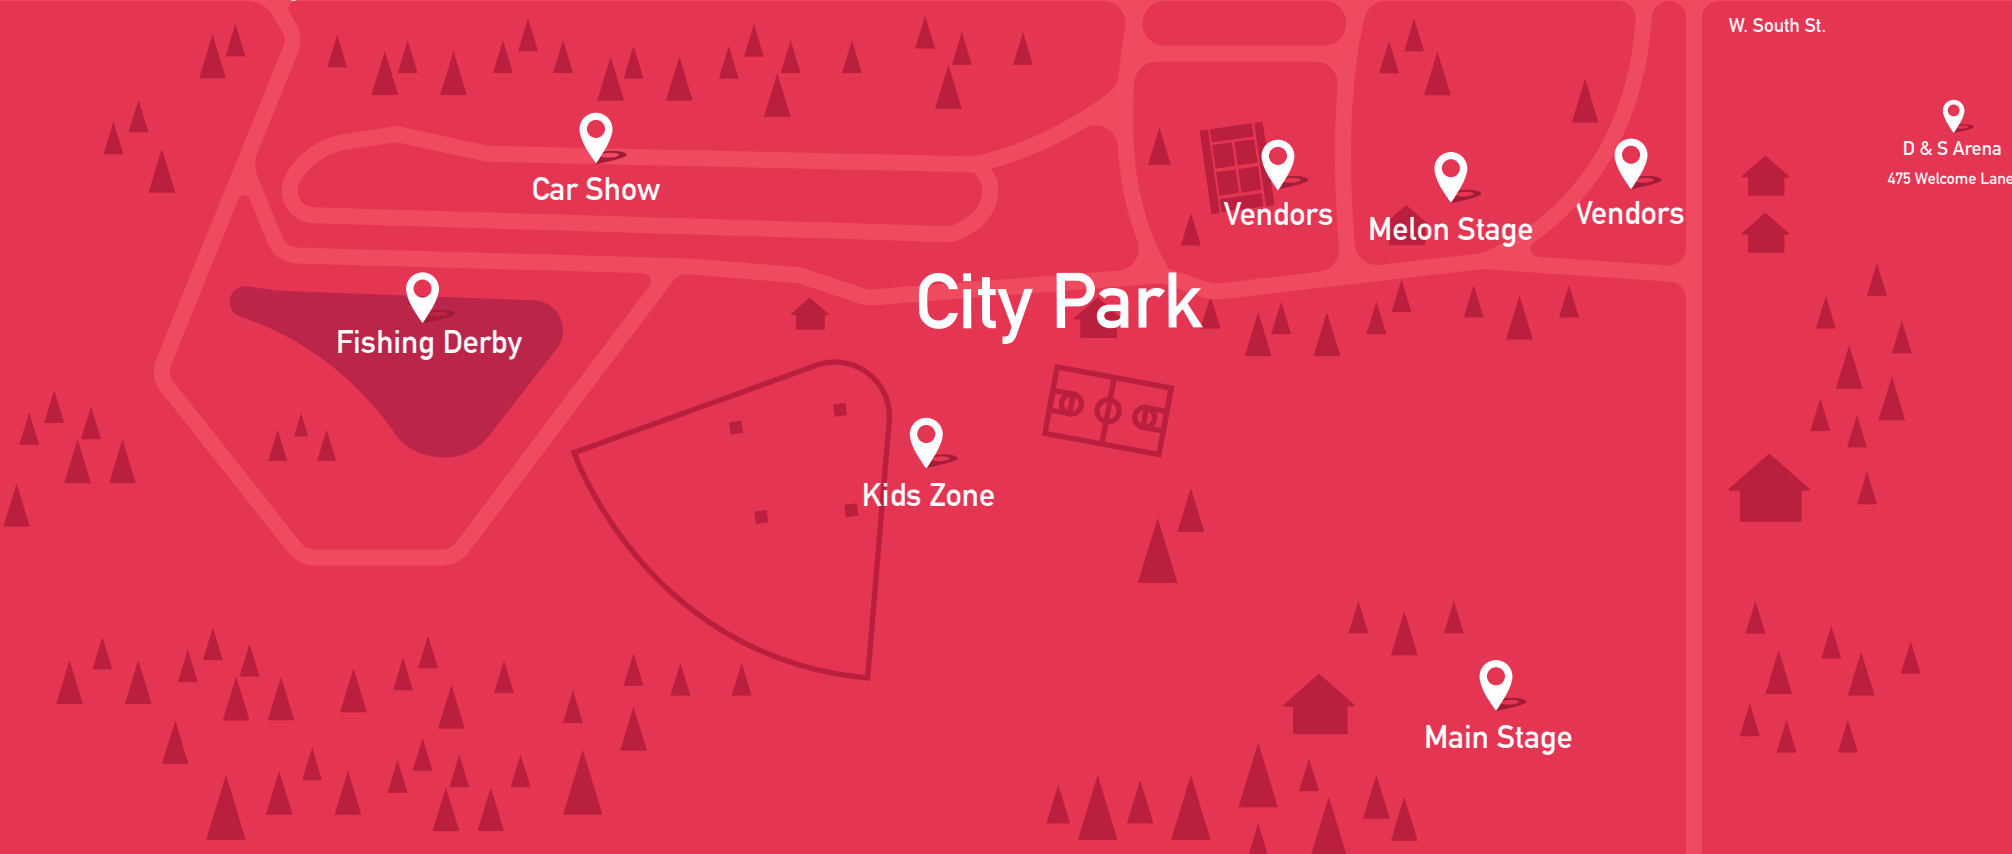 W. South St.
D & S Arena
475 Welcome Lane
Car Show
Vendors
Melon Stage
Vendors
City Park
Fishing Derby
Kids Zone
Main Stage